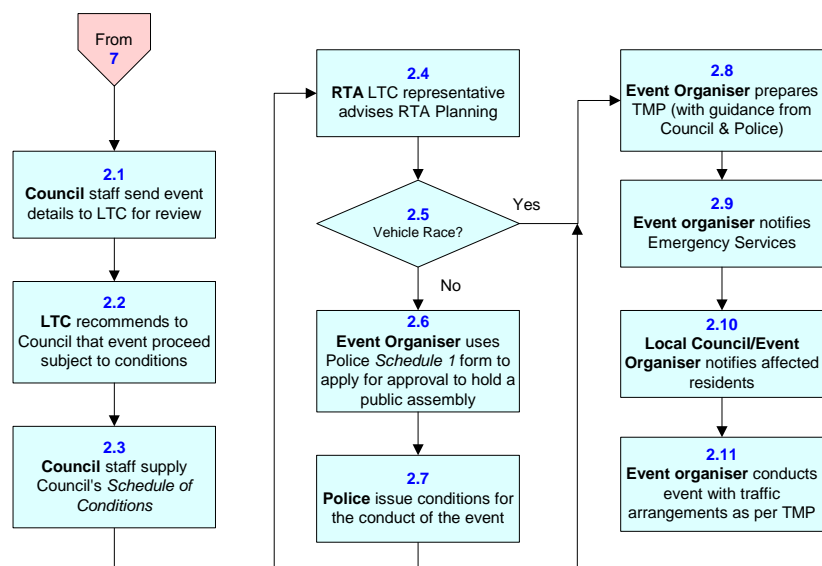 From
7
2.1
Council staff send event
details to LTC for review
2.2
LTC recommends to
Council that event proceed
subject to conditions
2.3
Council staff supply
Council's Schedule of
Conditions
2.4
RTA LTC representative
advises RTA Planning
2.5
Vehicle Race?
Yes
No
2.6
Event Organiser uses
Police Schedule 1 form to
apply for approval to hold a
public assembly
2.7
Police issue conditions for
the conduct of the event
2.8
Event Organiser prepares
TMP (with guidance from
Council & Police)
2.9
Event organiser notifies
Emergency Services
2.10
Local Council/Event
Organiser notifies affected
residents
2.11
Event organiser conducts
event with traffic
arrangements as per TMP